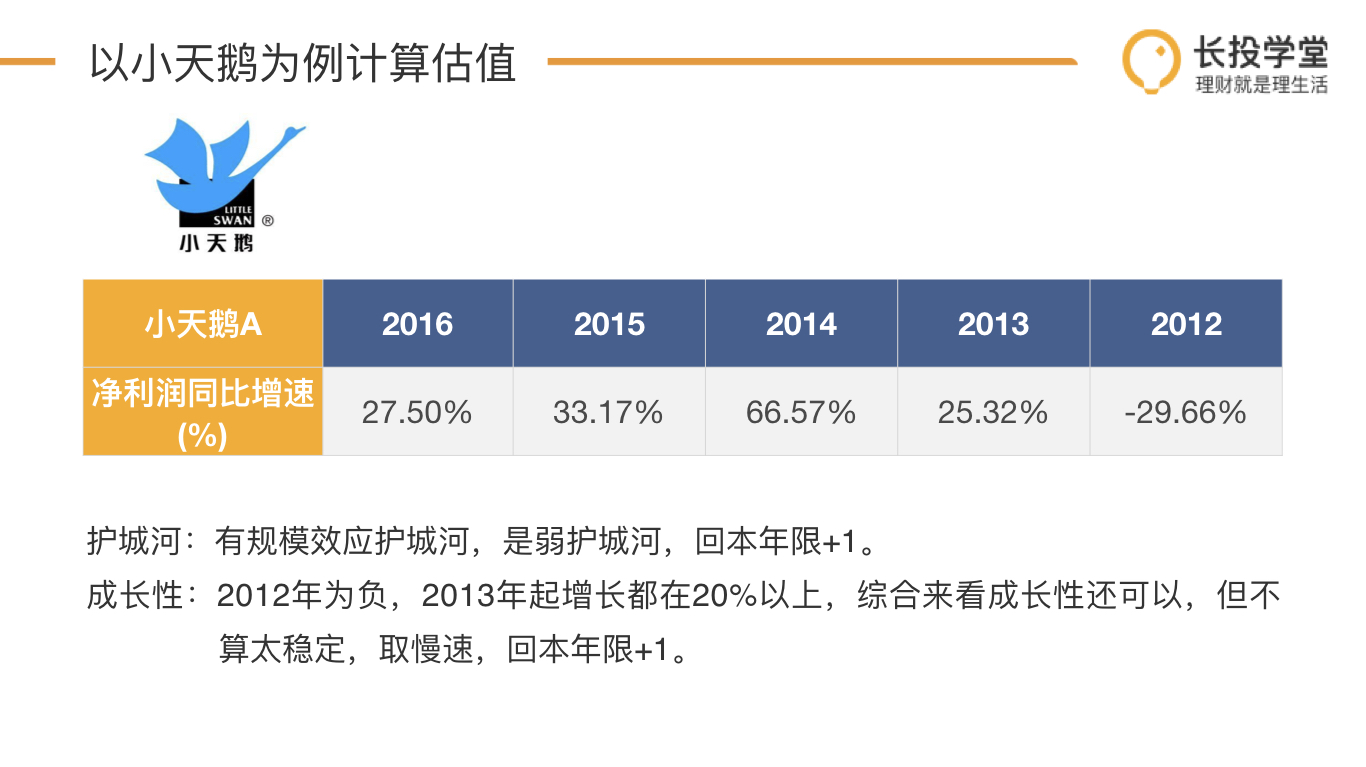 以小天鹅为例计算估值
长投学堂
理财就是理生活
LITTLE
SWAN ®
小天鹅
小天鹅A 2016 2015 2014 2013 2012
净利润同比增速
(%) 27.50% 33.17% 66.57% 25.32% -29.66%
护城河：有规模效应护城河，是弱护城河，回本年限+1。
成长性：2012年为负，2013年起增长都在20%以上，综合来看成长性还可以，但不
算太稳定，取慢速，回本年限+1。